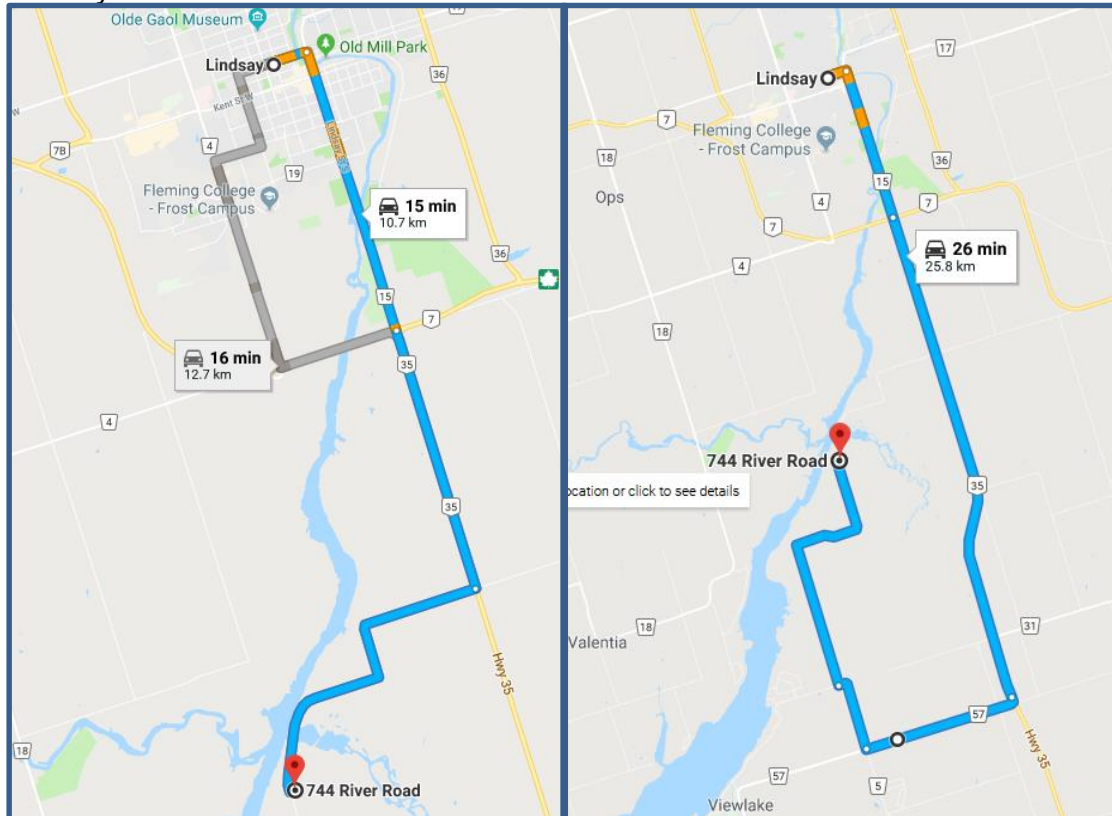 Olde Gaol Museum
Old Mill Park
Lindsay
36
Kent St W
7B
4
Lindsay St S
19
Fleming College
- Frost Campus
15 min
10.7 km
36
15
7
16 min
12.7 km
35
4
35
Hwy 35
18
744 River Road
17
Lindsay
7
Fleming College
- Frost Campus
36
18
Ops
15
4
7
7
26 min
25.8 km
4
18
744 River Road
ocation or click to see details
35
18
Valentia
31
57
Hwy 35
57
5
Viewlake